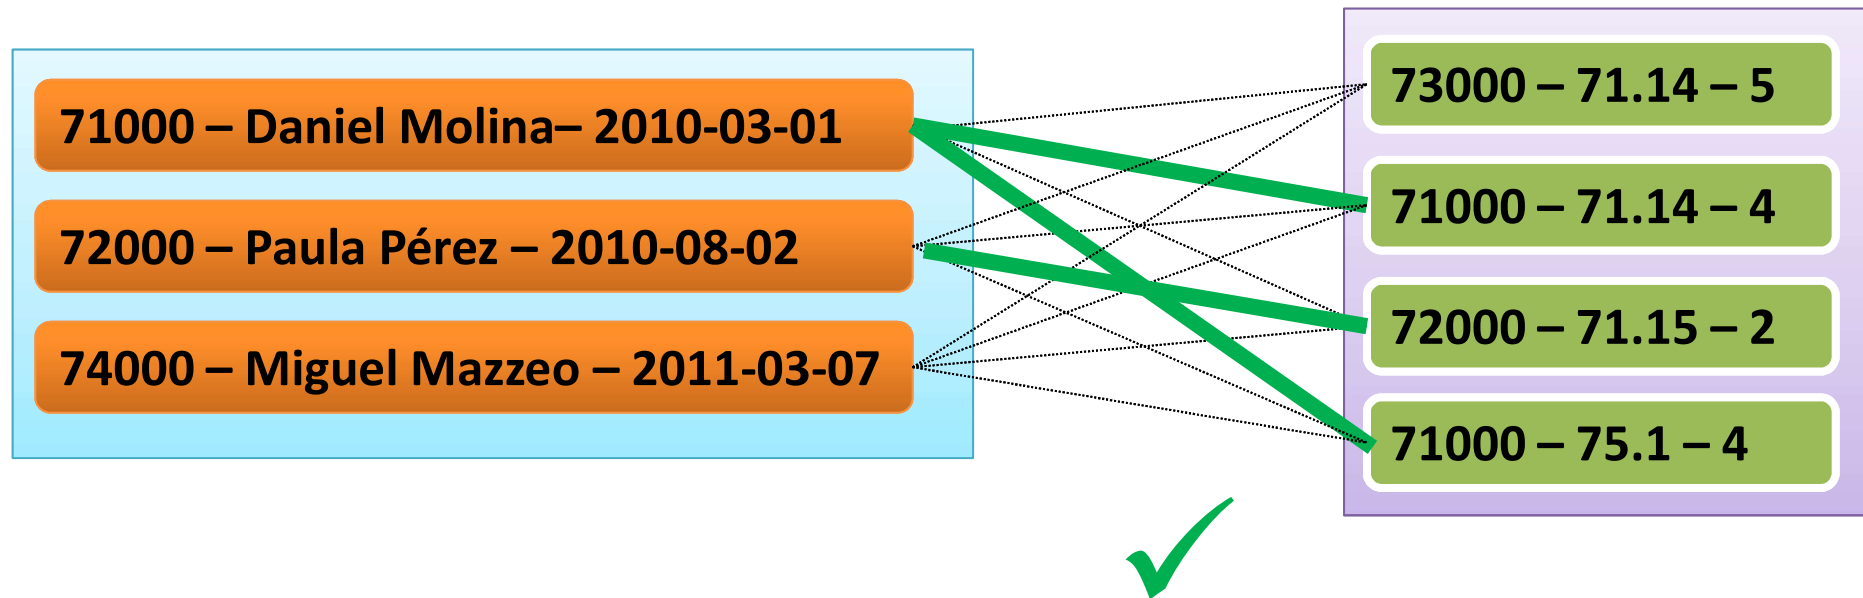 71000 – Daniel Molina– 2010-03-01
72000 – Paula Pérez – 2010-08-02
74000 – Miguel Mazzeo – 2011-03-07
73000 – 71.14 – 5
71000 – 71.14 – 4
72000 – 71.15 – 2
71000 – 75.1 – 4